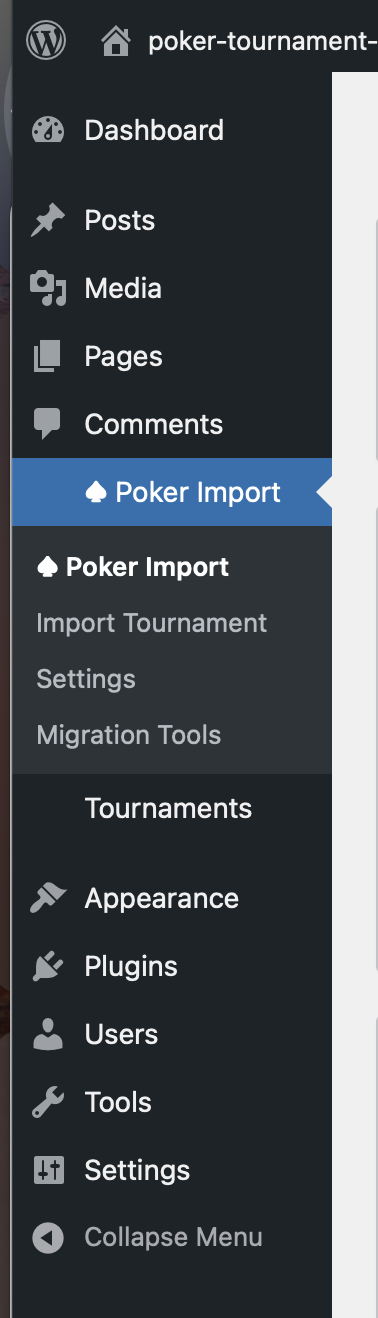 poker-tournament-
Dashboard
Posts
Media
Pages
Comments
♠ Poker Import
♠ Poker Import
Import Tournament
Settings
Migration Tools
Tournaments
Appearance
Plugins
Users
Tools
Settings
Collapse Menu